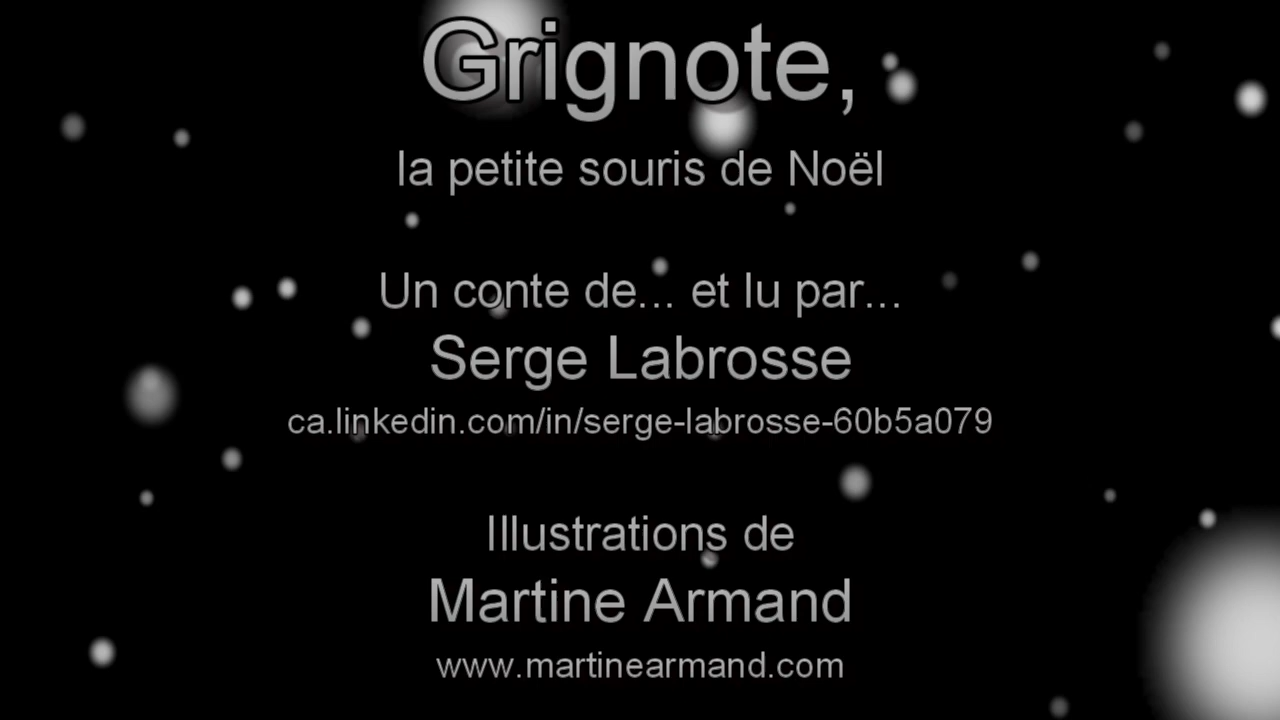 Grignote,
la petite souris de Noël
Un conte de... et lu par...
Serge Labrosse
ca.linkedin.com/in/serge-labrosse-60b5a079
Illustrations de
Martine Armand
www.martinearmand.com